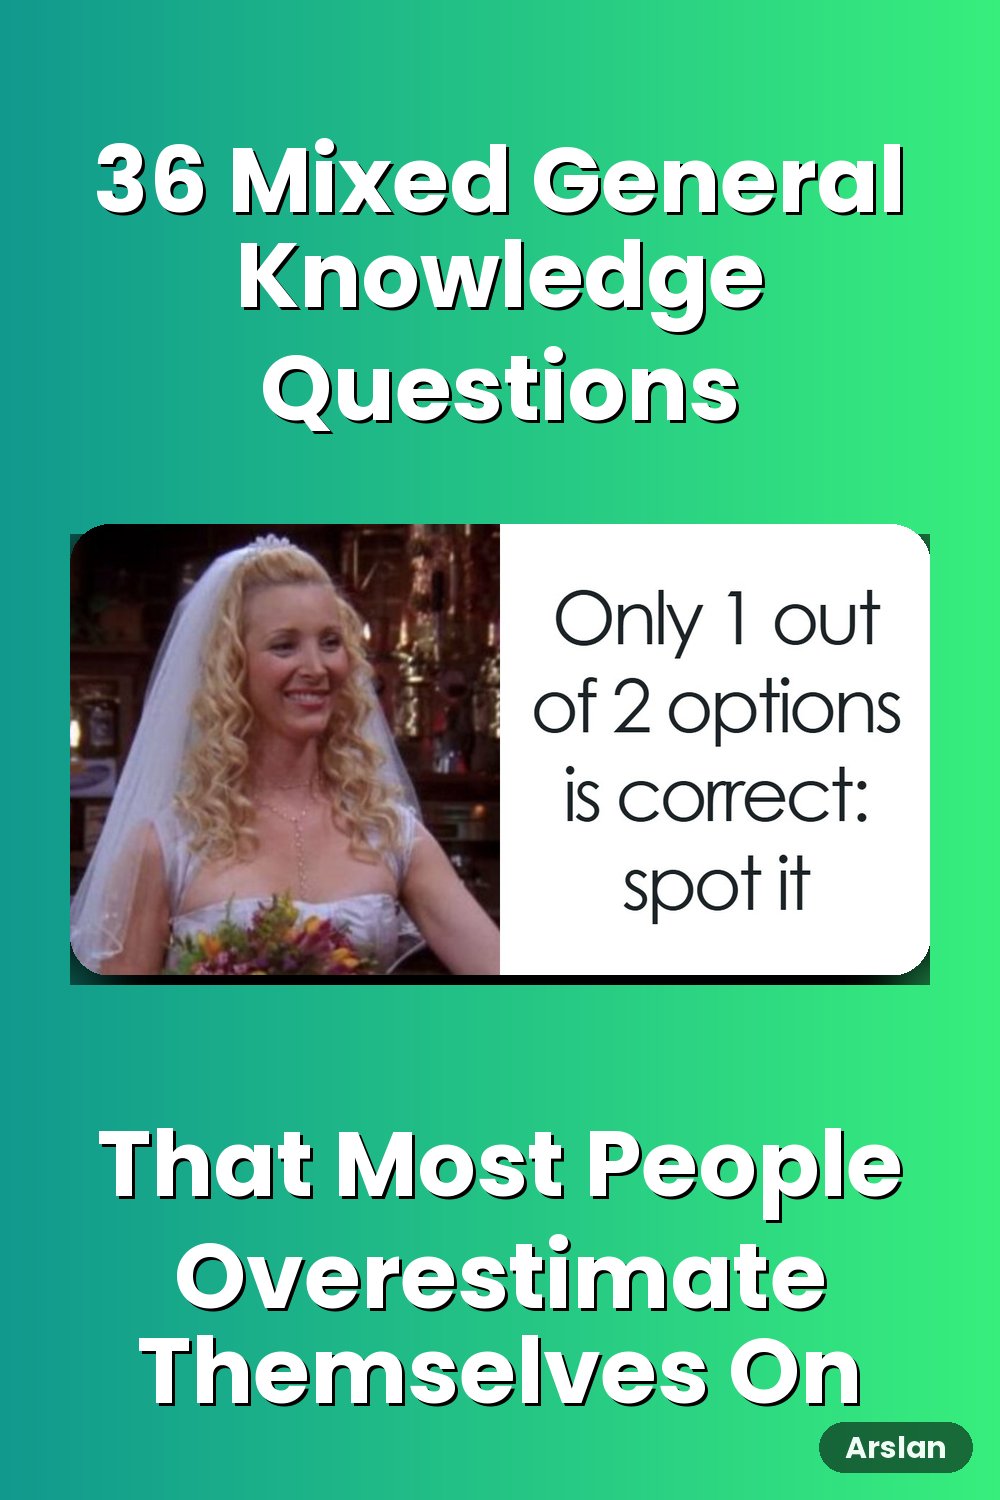 36 Mixed General
Knowledge
Questions
Only 1 out
of 2 options
is correct:
spot it
That Most People
Overestimate
Themselves On
Arslan